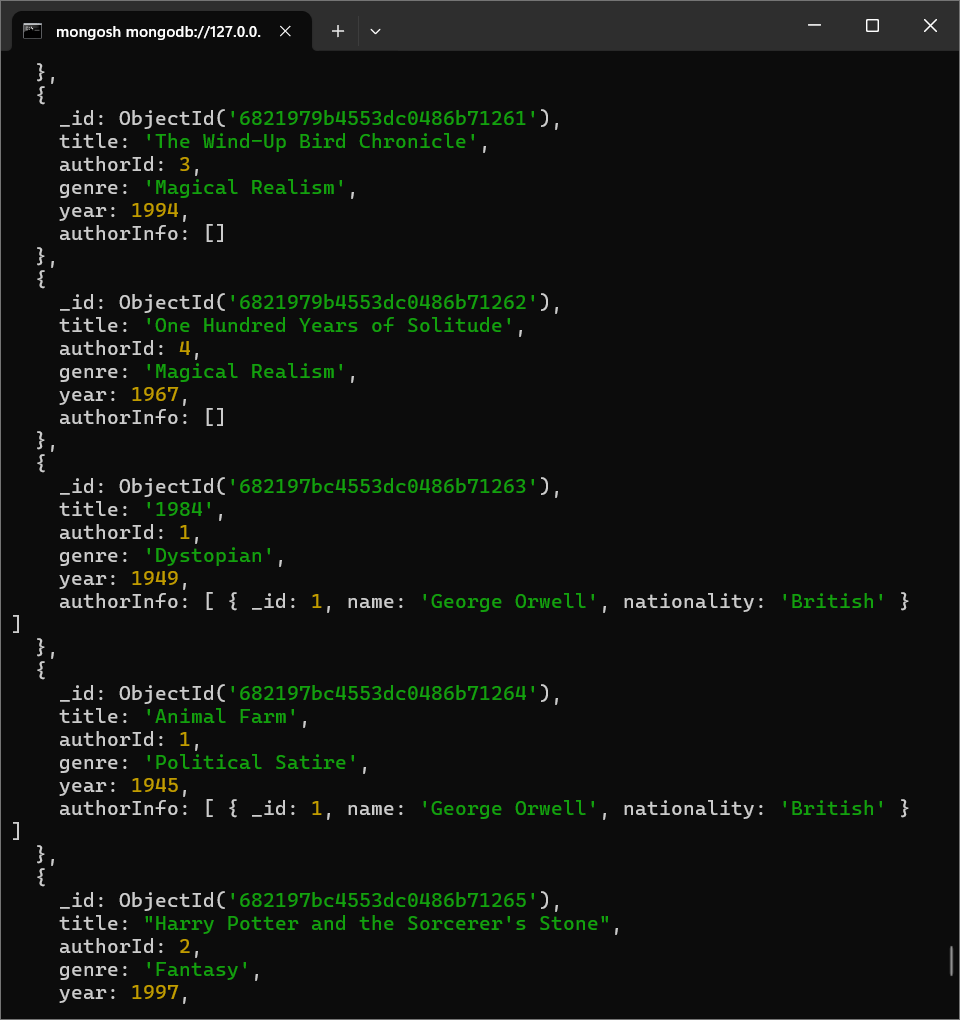 mongosh mongodb://127.0.0.
  },
  {
    _id: ObjectId('6821979b4553dc0486b71261'),
    title: 'The Wind-Up Bird Chronicle',
    authorId: 3,
    genre: 'Magical Realism',
    year: 1994,
    authorInfo: []
  },
  {
    _id: ObjectId('6821979b4553dc0486b71262'),
    title: 'One Hundred Years of Solitude',
    authorId: 4,
    genre: 'Magical Realism',
    year: 1967,
    authorInfo: []
  },
  {
    _id: ObjectId('682197bc4553dc0486b71263'),
    title: '1984',
    authorId: 1,
    genre: 'Dystopian',
    year: 1949,
    authorInfo: [ { _id: 1, name: 'George Orwell', nationality: 'British' }
]
  },
  {
    _id: ObjectId('682197bc4553dc0486b71264'),
    title: 'Animal Farm',
    authorId: 1,
    genre: 'Political Satire',
    year: 1945,
    authorInfo: [ { _id: 1, name: 'George Orwell', nationality: 'British' }
]
  },
  {
    _id: ObjectId('682197bc4553dc0486b71265'),
    title: "Harry Potter and the Sorcerer's Stone",
    authorId: 2,
    genre: 'Fantasy',
    year: 1997,